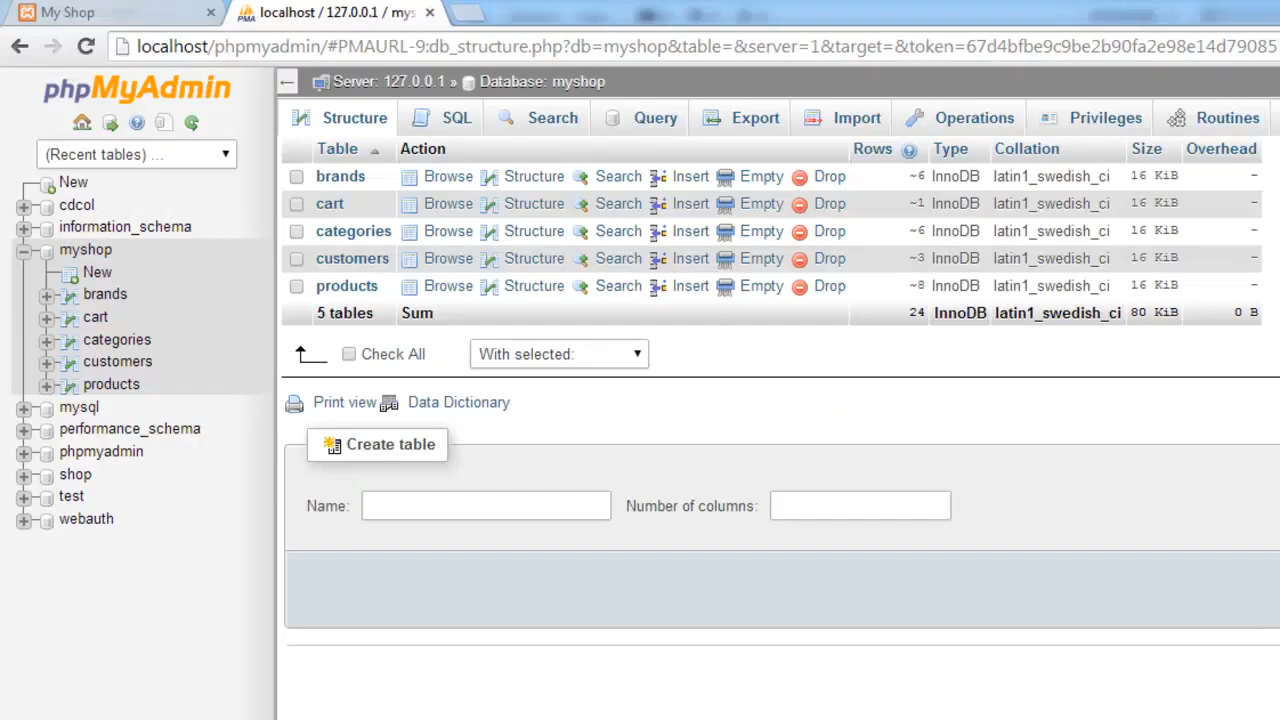 My Shop × localhost / 127.0.0.1 / mys ×
localhost/phpmyadmin/#PMAURL-9:db_structure.php?db=myshop&table=&server=1&target=&token=67d4bfbe9c9be2b90fa2e98e14d79085
phpMyAdmin
(Recent tables) ...
New
cdcol
information_schema
myshop
New
brands
cart
categories
customers
products
mysql
performance_schema
phpmyadmin
shop
test
webauth
Server: 127.0.0.1 » Database: myshop
Structure SQL Search Query Export Import Operations Privileges Routines
Table Action Rows Type Collation Size Overhead
brands Browse Structure Search Insert Empty Drop ~6 InnoDB latin1_swedish_ci 16 KiB -
cart Browse Structure Search Insert Empty Drop ~1 InnoDB latin1_swedish_ci 16 KiB -
categories Browse Structure Search Insert Empty Drop ~6 InnoDB latin1_swedish_ci 16 KiB -
customers Browse Structure Search Insert Empty Drop ~3 InnoDB latin1_swedish_ci 16 KiB -
products Browse Structure Search Insert Empty Drop ~8 InnoDB latin1_swedish_ci 16 KiB -
5 tables Sum 24 InnoDB latin1_swedish_ci 80 KiB 0 B
Check All With selected:
Print view Data Dictionary
Create table
Name: Number of columns: